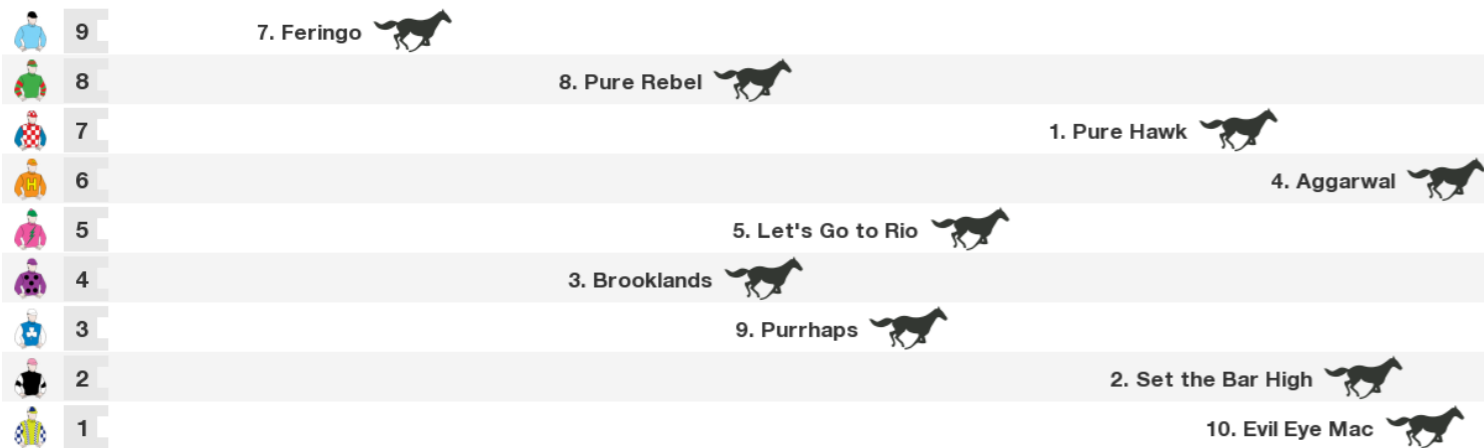 9 7. Feringo
8 8. Pure Rebel
7 1. Pure Hawk
6 H 4. Aggarwal
5 5. Let's Go to Rio
4 3. Brooklands
3 9. Purrhaps
2 2. Set the Bar High
1 10. Evil Eye Mac